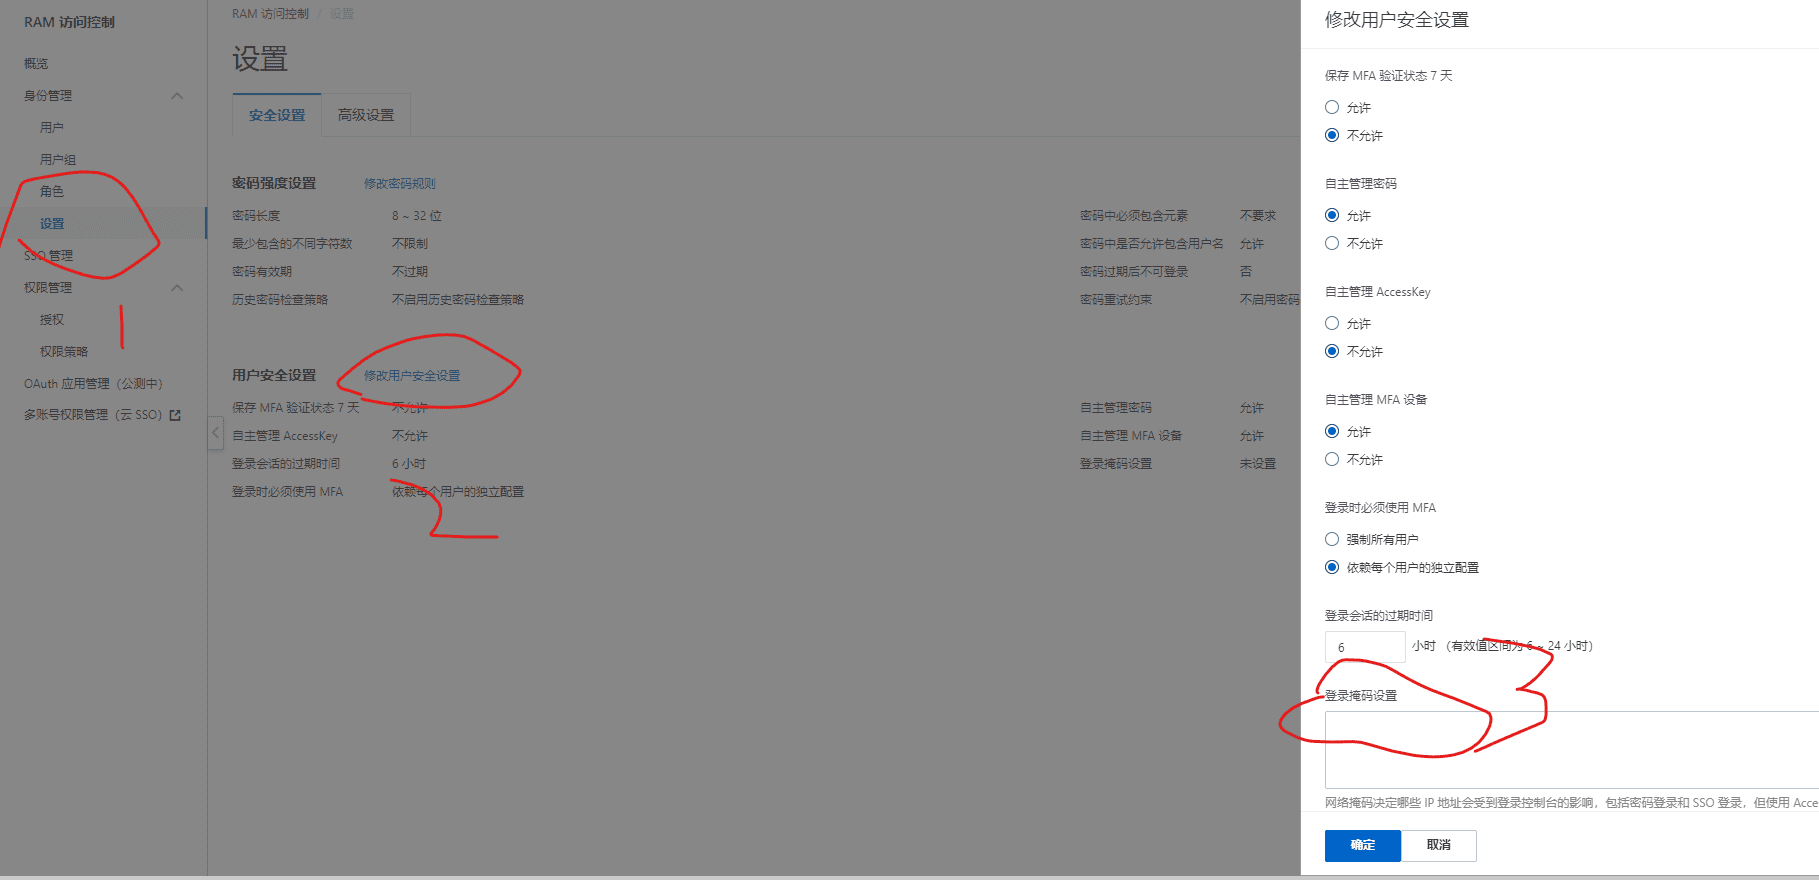 RAM 访问控制
概览
身份管理
用户
用户组
角色
设置
SSO 管理
权限管理
授权
权限策略
OAuth 应用管理（公测中）
多账号权限管理（云 SSO）
1
RAM 访问控制 / 设置
设置
安全设置
高级设置
密码强度设置 修改密码规则
密码长度 8 ~ 32 位 密码中必须包含元素 不要求
最少包含的不同字符数 不限制 密码中是否允许包含用户名 允许
密码有效期 不过期 密码过期后不可登录 否
历史密码检查策略 不启用历史密码检查策略 密码重试约束 不启用密码
用户安全设置 修改用户安全设置
保存 MFA 验证状态 7 天 不允许 自主管理密码 允许
自主管理 AccessKey 不允许 自主管理 MFA 设备 允许
登录会话的过期时间 6 小时 登录掩码设置 未设置
登录时必须使用 MFA 依赖每个用户的独立配置
2
修改用户安全设置
保存 MFA 验证状态 7 天
允许
不允许
自主管理密码
允许
不允许
自主管理 AccessKey
允许
不允许
自主管理 MFA 设备
允许
不允许
登录时必须使用 MFA
强制所有用户
依赖每个用户的独立配置
登录会话的过期时间
6 小时 （有效值区间为 6 ~ 24 小时）
3
登录掩码设置
网络掩码决定哪些 IP 地址会受到登录控制台的影响，包括密码登录和 SSO 登录，但使用 Acce
确定
取消